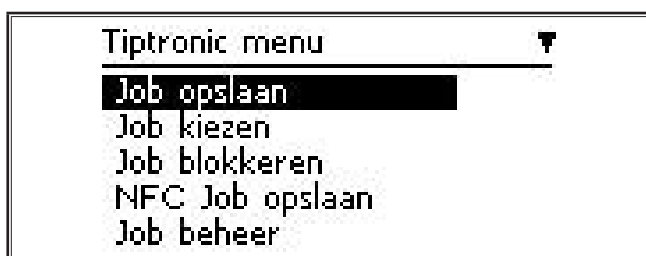 Tiptronic menu ▼
Job opslaan
Job kiezen
Job blokkeren
NFC Job opslaan
Job beheer